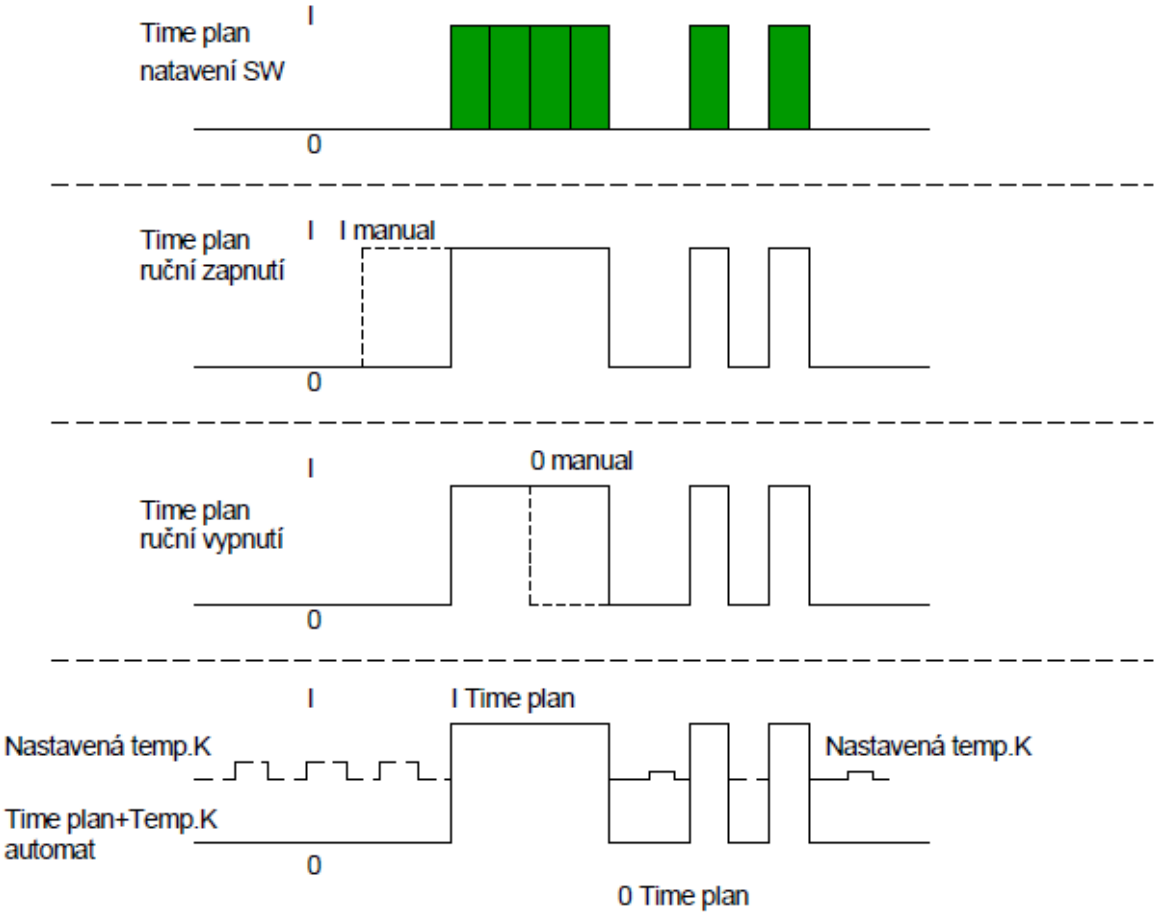 I
Time plan
natavení SW
0
I I manual
Time plan
ruční zapnutí
0
0 manual
I
Time plan
ruční vypnutí
0
I I Time plan
Nastavená temp.K Nastavená temp.K
Time plan+Temp.K
automat
0
0 Time plan